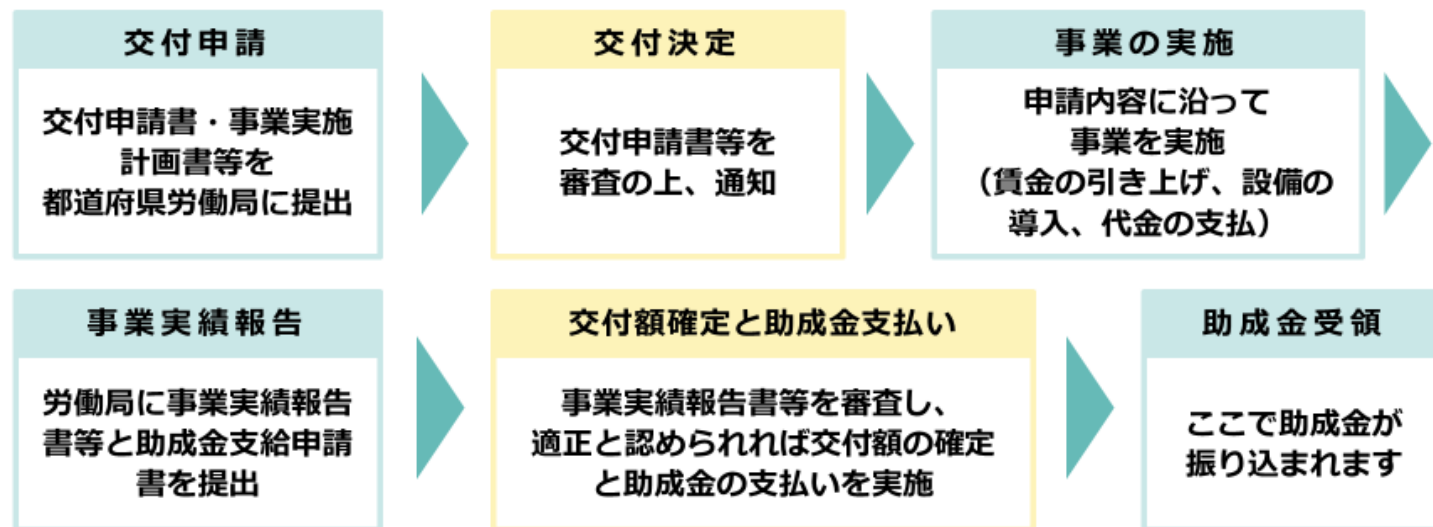 交付申請
交付申請書・事業実施
計画書等を
都道府県労働局に提出
交付決定
交付申請書等を
審査の上、通知
事業の実施
申請内容に沿って
事業を実施
（賃金の引き上げ、設備の
導入、代金の支払）
事業実績報告
労働局に事業実績報告
書等と助成金支給申請
書を提出
交付額確定と助成金支払い
事業実績報告書等を審査し、
適正と認められれば交付額の確定
と助成金の支払いを実施
助成金受領
ここで助成金が
振り込まれます